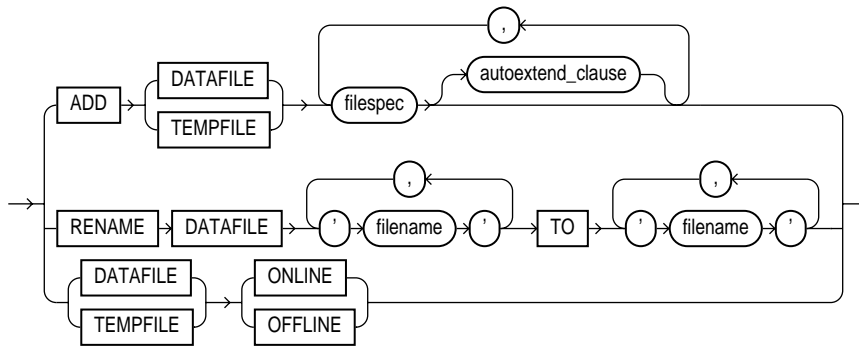 ,
DATAFILE autoextend_clause
ADD filespec
TEMPFILE
, ,
RENAME DATAFILE ' filename ' TO ' filename '
DATAFILE ONLINE
TEMPFILE OFFLINE